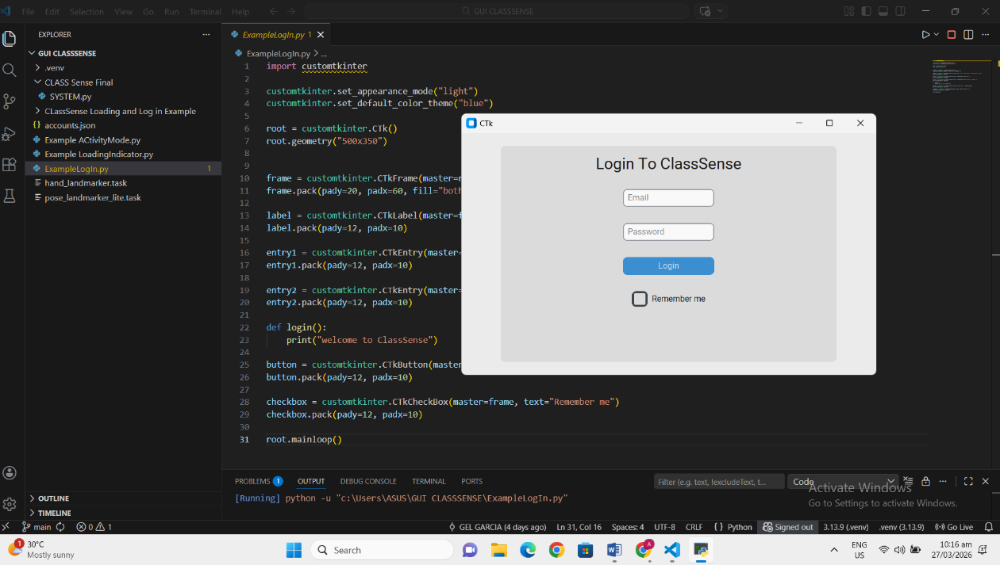 File Edit Selection View Go Run Terminal Help
GUI CLASSSENSE
EXPLORER
GUI CLASSSENSE
.venv
CLASS Sense Final
SYSTEM.py
CLassSense Loading and Log in Example
accounts.json
Example ACtivityMode.py
Example LoadingIndicator.py
ExampleLogIn.py 1
hand_landmarker.task
pose_landmarker_lite.task
OUTLINE
TIMELINE
ExampleLogIn.py 1
ExampleLogIn.py > ...
1 import customtkinter
2
3 customtkinter.set_appearance_mode("light")
4 customtkinter.set_default_color_theme("blue")
5
6 root = customtkinter.CTk()
7 root.geometry("500x350")
8
9
10 frame = customtkinter.CTkFrame(master=
11 frame.pack(pady=20, padx=60, fill="both
12
13 label = customtkinter.CTkLabel(master=
14 label.pack(pady=12, padx=10)
15
16 entry1 = customtkinter.CTkEntry(master=
17 entry1.pack(pady=12, padx=10)
18
19 entry2 = customtkinter.CTkEntry(master=
20 entry2.pack(pady=12, padx=10)
21
22 def login():
23 print("welcome to ClassSense")
24
25 button = customtkinter.CTkButton(master
26 button.pack(pady=12, padx=10)
27
28 checkbox = customtkinter.CTkCheckBox(master=frame, text="Remember me")
29 checkbox.pack(pady=12, padx=10)
30
31 root.mainloop()
CTk
Login To ClassSense
Email
Password
Login
Remember me
PROBLEMS 1 OUTPUT DEBUG CONSOLE TERMINAL PORTS
Filter (e.g. text, !excludeText, t...
Code
[Running] python -u "c:\Users\ASUS\GUI CLASSSENSE\ExampleLogIn.py"
Activate Windows
Go to Settings to activate Windows.
main 0 1 GEL GARCIA (4 days ago) Ln 31, Col 16 Spaces: 4 UTF-8 CRLF { } Python Signed out 3.13.9 (.venv) .venv (3.13.9) Go Live
1
30°C
Mostly sunny
Search
A
ENG
US
10:16 am
27/03/2026